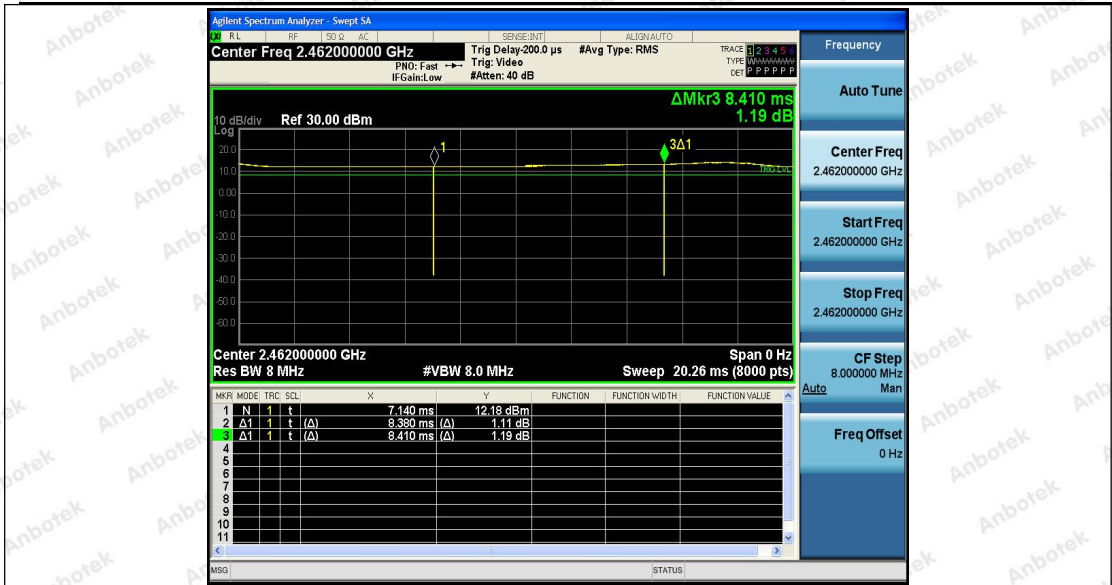 Agilent Spectrum Analyzer - Swept SA
LXI RL RF 50 Ω AC SENSE:INT ALIGNAUTO
Center Freq 2.462000000 GHz
PNO: Fast
IFGain:Low
Trig Delay-200.0 µs #Avg Type: RMS
Trig: Video
#Atten: 40 dB
TRACE 1 2 3 4 5 6
TYPE WWWWWW
DET P P P P P P
ΔMkr3 8.410 ms
1.19 dB
10 dB/div Ref 30.00 dBm
Log
20.0
10.0
0.00
-10.0
-20.0
-30.0
-40.0
-50.0
-60.0
1
3Δ1
TRIG LVL
Center 2.462000000 GHz Span 0 Hz
Res BW 8 MHz #VBW 8.0 MHz Sweep 20.26 ms (8000 pts)
MKR MODE TRC SCL X Y FUNCTION FUNCTION WIDTH FUNCTION VALUE
1 N 1 t 7.140 ms 12.18 dBm
2 Δ1 1 t (Δ) 8.380 ms (Δ) 1.11 dB
3 Δ1 1 t (Δ) 8.410 ms (Δ) 1.19 dB
4
5
6
7
8
9
10
11
MSG STATUS
Frequency
Auto Tune
Center Freq
2.462000000 GHz
Start Freq
2.462000000 GHz
Stop Freq
2.462000000 GHz
CF Step
8.000000 MHz
Auto Man
Freq Offset
0 Hz
Anbotek